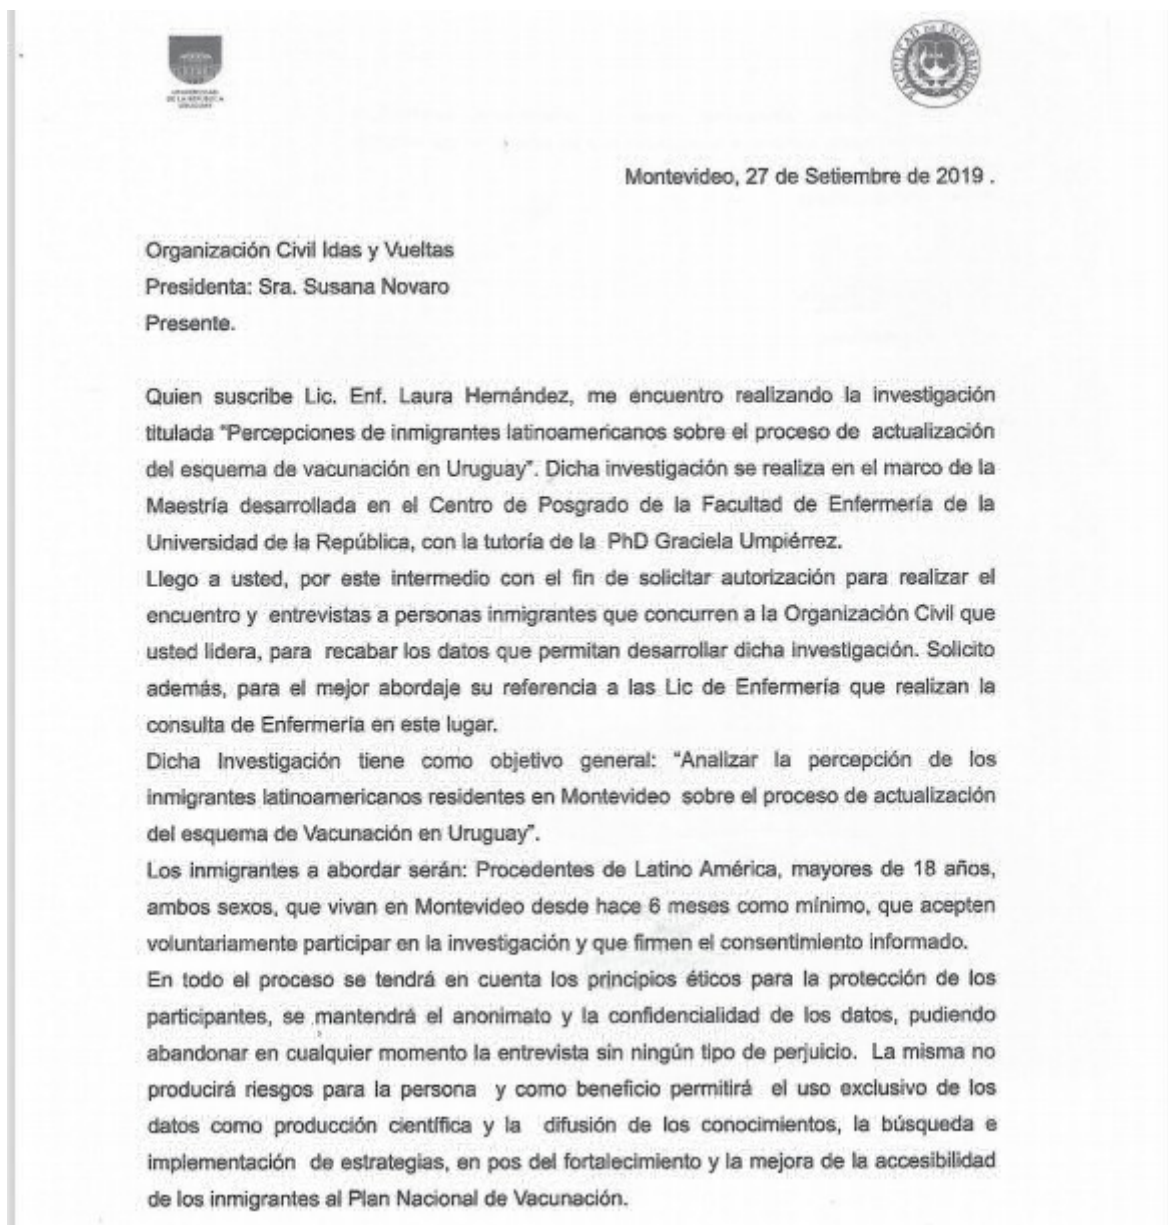 UNIVERSIDAD
DE LA REPÚBLICA
URUGUAY
FACULTAD DE ENFERMERÍA
Montevideo, 27 de Setiembre de 2019 .
Organización Civil Idas y Vueltas
Presidenta: Sra. Susana Novaro
Presente.
Quien suscribe Lic. Enf. Laura Hernández, me encuentro realizando la investigación
titulada “Percepciones de inmigrantes latinoamericanos sobre el proceso de actualización
del esquema de vacunación en Uruguay”. Dicha investigación se realiza en el marco de la
Maestría desarrollada en el Centro de Posgrado de la Facultad de Enfermería de la
Universidad de la República, con la tutoría de la PhD Graciela Umpiérrez.
Llego a usted, por este intermedio con el fin de solicitar autorización para realizar el
encuentro y entrevistas a personas inmigrantes que concurren a la Organización Civil que
usted lidera, para recabar los datos que permitan desarrollar dicha investigación. Solicito
además, para el mejor abordaje su referencia a las Lic de Enfermería que realizan la
consulta de Enfermería en este lugar.
Dicha Investigación tiene como objetivo general: “Analizar la percepción de los
inmigrantes latinoamericanos residentes en Montevideo sobre el proceso de actualización
del esquema de Vacunación en Uruguay”.
Los inmigrantes a abordar serán: Procedentes de Latino América, mayores de 18 años,
ambos sexos, que vivan en Montevideo desde hace 6 meses como mínimo, que acepten
voluntariamente participar en la investigación y que firmen el consentimiento informado.
En todo el proceso se tendrá en cuenta los principios éticos para la protección de los
participantes, se mantendrá el anonimato y la confidencialidad de los datos, pudiendo
abandonar en cualquier momento la entrevista sin ningún tipo de perjuicio. La misma no
producirá riesgos para la persona y como beneficio permitirá el uso exclusivo de los
datos como producción científica y la difusión de los conocimientos, la búsqueda e
implementación de estrategias, en pos del fortalecimiento y la mejora de la accesibilidad
de los inmigrantes al Plan Nacional de Vacunación.